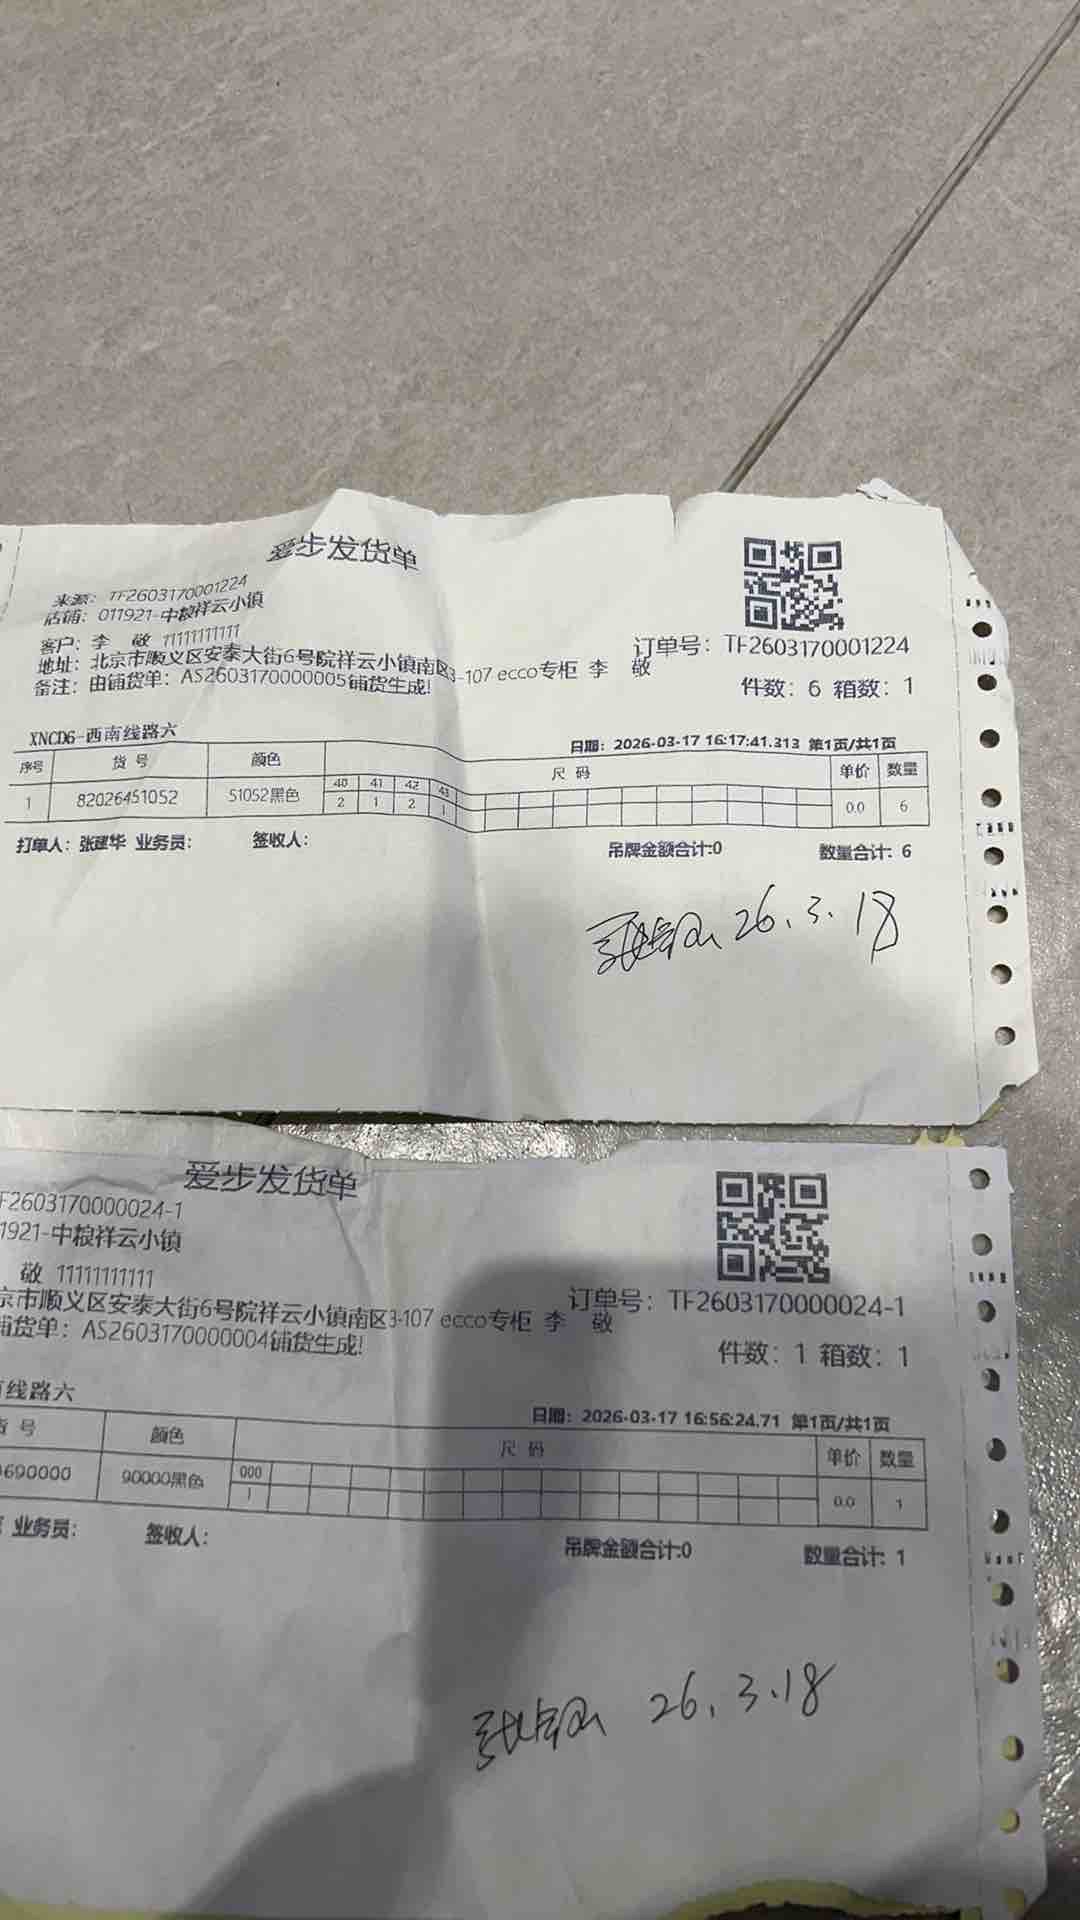 爱步发货单
来源：TF2603170001224
店铺：011921-中粮祥云小镇
客户：李 敬 11111111111
订单号：TF2603170001224
地址：北京市顺义区安泰大街6号院祥云小镇南区3-107 ecco专柜 李 敬
备注：由铺货单：AS2603170000005铺货生成!
件数：6 箱数：1
XNCD6-西南线路六
日期：2026-03-17 16:17:41.313 第1页/共1页
序号 货号 颜色 尺码 单价 数量
40 41 42 43
1 82026451052 51052黑色 2 1 2 1 0.0 6
打单人：张建华 业务员： 签收人： 吊牌金额合计:0 数量合计：6
26.3.18
爱步发货单
F2603170000024-1
1921-中粮祥云小镇
敬 11111111111
订单号：TF2603170000024-1
京市顺义区安泰大街6号院祥云小镇南区3-107 ecco专柜 李 敬
铺货单：AS2603170000004铺货生成!
件数：1 箱数：1
线路六
日期：2026-03-17 16:56:24.71 第1页/共1页
货号 颜色 尺码 单价 数量
000
690000 90000黑色 1 0.0 1
业务员： 签收人： 吊牌金额合计:0 数量合计：1
26.3.18